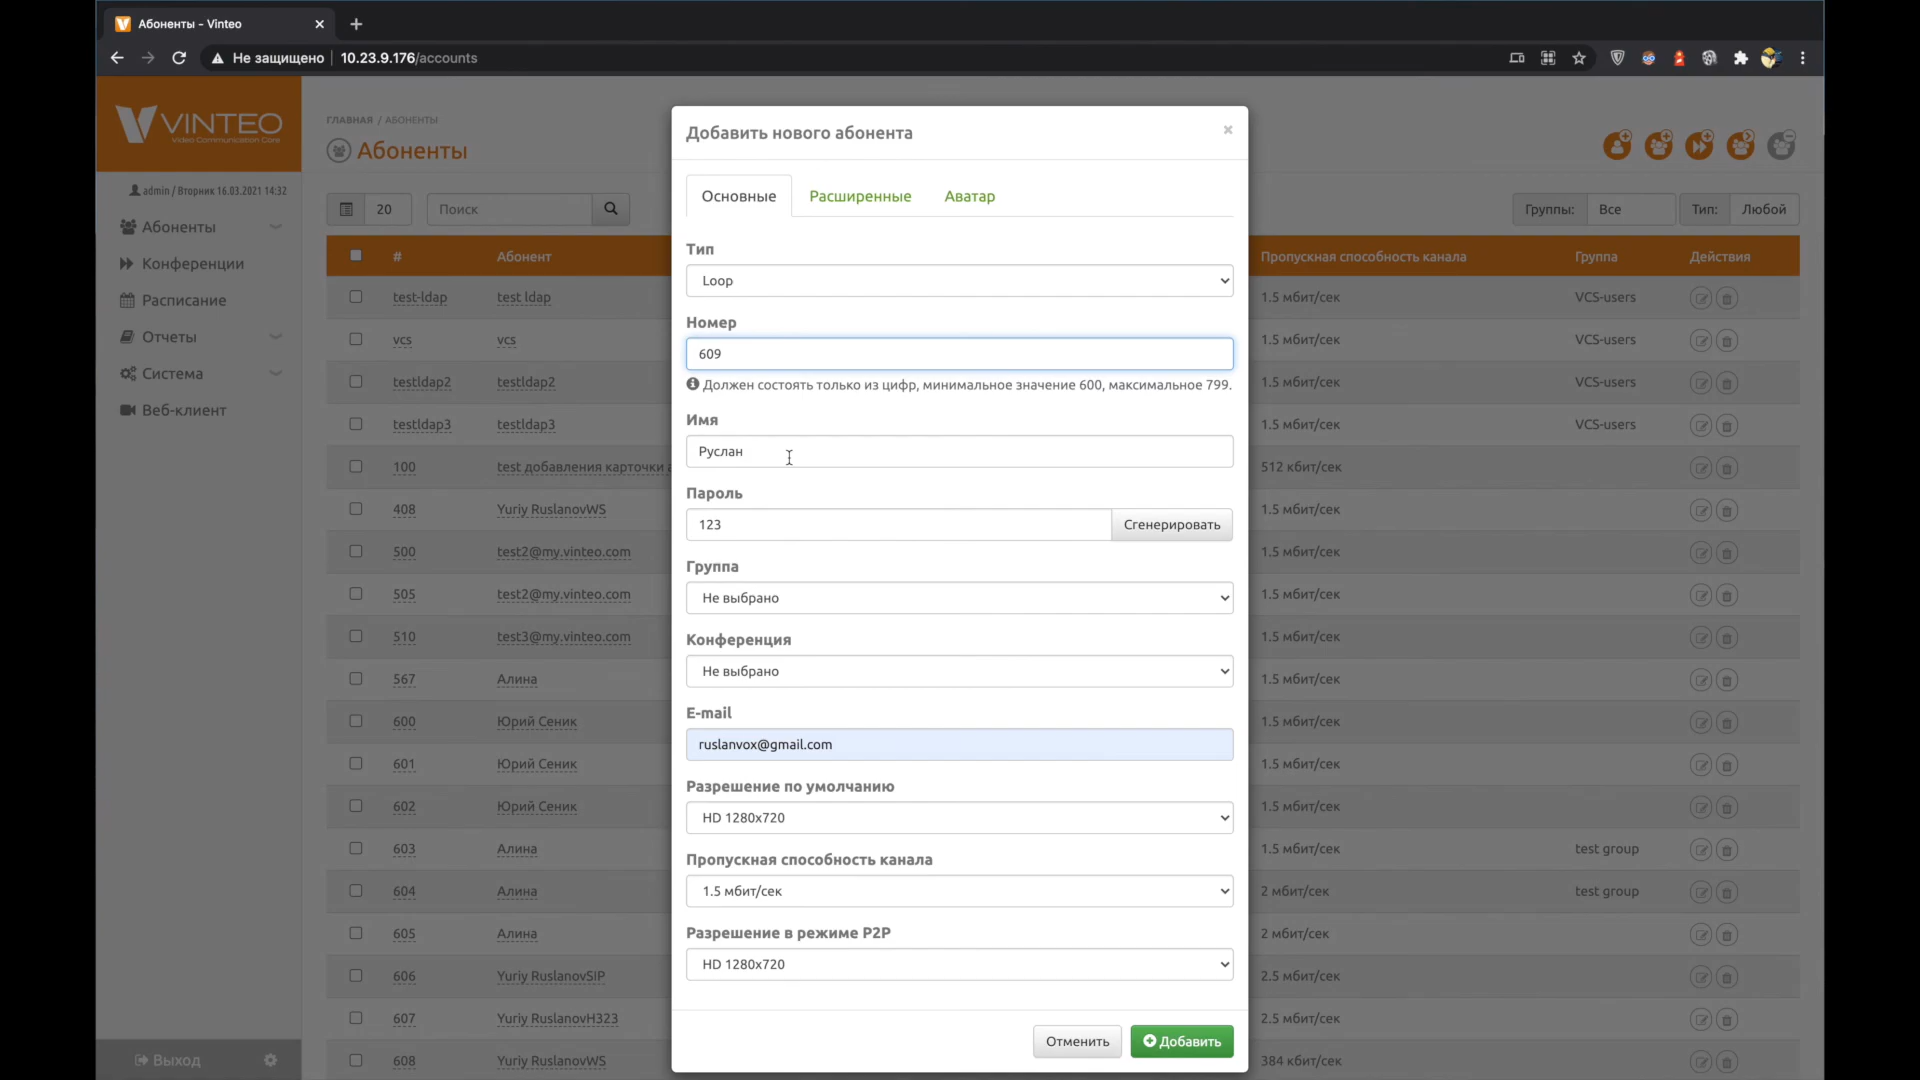 Абоненты - Vinteo
Не защищено 10.23.9.176/accounts
VINTEO
Video Communication Core
admin / Вторник 16.03.2021 14:32
Абоненты
Конференции
Расписание
Отчеты
Система
Веб-клиент
Выход
ГЛАВНАЯ / АБОНЕНТЫ
Абоненты
20 Поиск Группы: Все Тип: Любой
# Абонент Пропускная способность канала Группа Действия
test-ldap test ldap 1.5 мбит/сек VCS-users
vcs vcs 1.5 мбит/сек VCS-users
testldap2 testldap2 1.5 мбит/сек VCS-users
testldap3 testldap3 1.5 мбит/сек VCS-users
100 test добавления карточки 512 кбит/сек
408 Yuriy RuslanovWS 1.5 мбит/сек
500 test2@my.vinteo.com 1.5 мбит/сек
505 test2@my.vinteo.com 1.5 мбит/сек
510 test3@my.vinteo.com 1.5 мбит/сек
567 Алина 1.5 мбит/сек
600 Юрий Сеник 1.5 мбит/сек
601 Юрий Сеник 1.5 мбит/сек
602 Юрий Сеник 1.5 мбит/сек
603 Алина 1.5 мбит/сек test group
604 Алина 2 мбит/сек test group
605 Алина 2 мбит/сек
606 Yuriy RuslanovSIP 2.5 мбит/сек
607 Yuriy RuslanovH323 2.5 мбит/сек
608 Yuriy RuslanovWS 384 кбит/сек
Добавить нового абонента ×
Основные Расширенные Аватар
Тип
Loop
Номер
609
Должен состоять только из цифр, минимальное значение 600, максимальное 799.
Имя
Руслан
Пароль
123 Сгенерировать
Группа
Не выбрано
Конференция
Не выбрано
E-mail
ruslanvox@gmail.com
Разрешение по умолчанию
HD 1280x720
Пропускная способность канала
1.5 мбит/сек
Разрешение в режиме P2P
HD 1280x720
Отменить Добавить